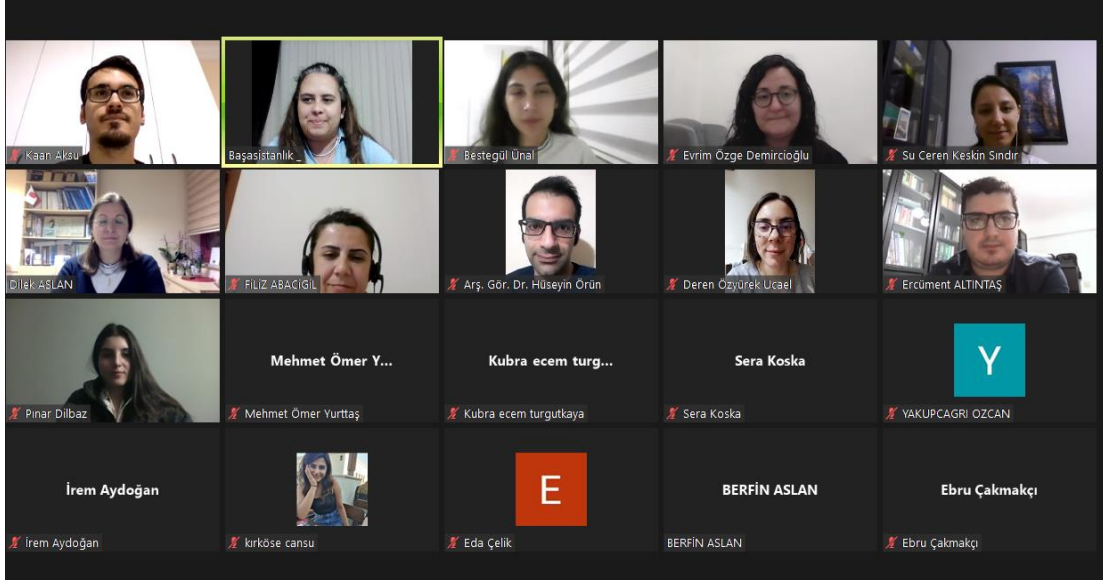 Kaan Aksu
Başasistanlık _
Bestegül Ünal
Evrim Özge Demircioğlu
Su Ceren Keskin Sındır
Dilek ASLAN
FİLİZ ABACIGİL
Arş. Gör. Dr. Hüseyin Örün
Deren Özyürek Ucael
Ercüment ALTINTAŞ
Pınar Dilbaz
Mehmet Ömer Y...
Mehmet Ömer Yurttaş
Kubra ecem turg...
Kubra ecem turgutkaya
Sera Koska
Sera Koska
Y
YAKUPCAGRI OZCAN
İrem Aydoğan
İrem Aydoğan
kırköse cansu
E
Eda Çelik
BERFİN ASLAN
BERFİN ASLAN
Ebru Çakmakçı
Ebru Çakmakçı